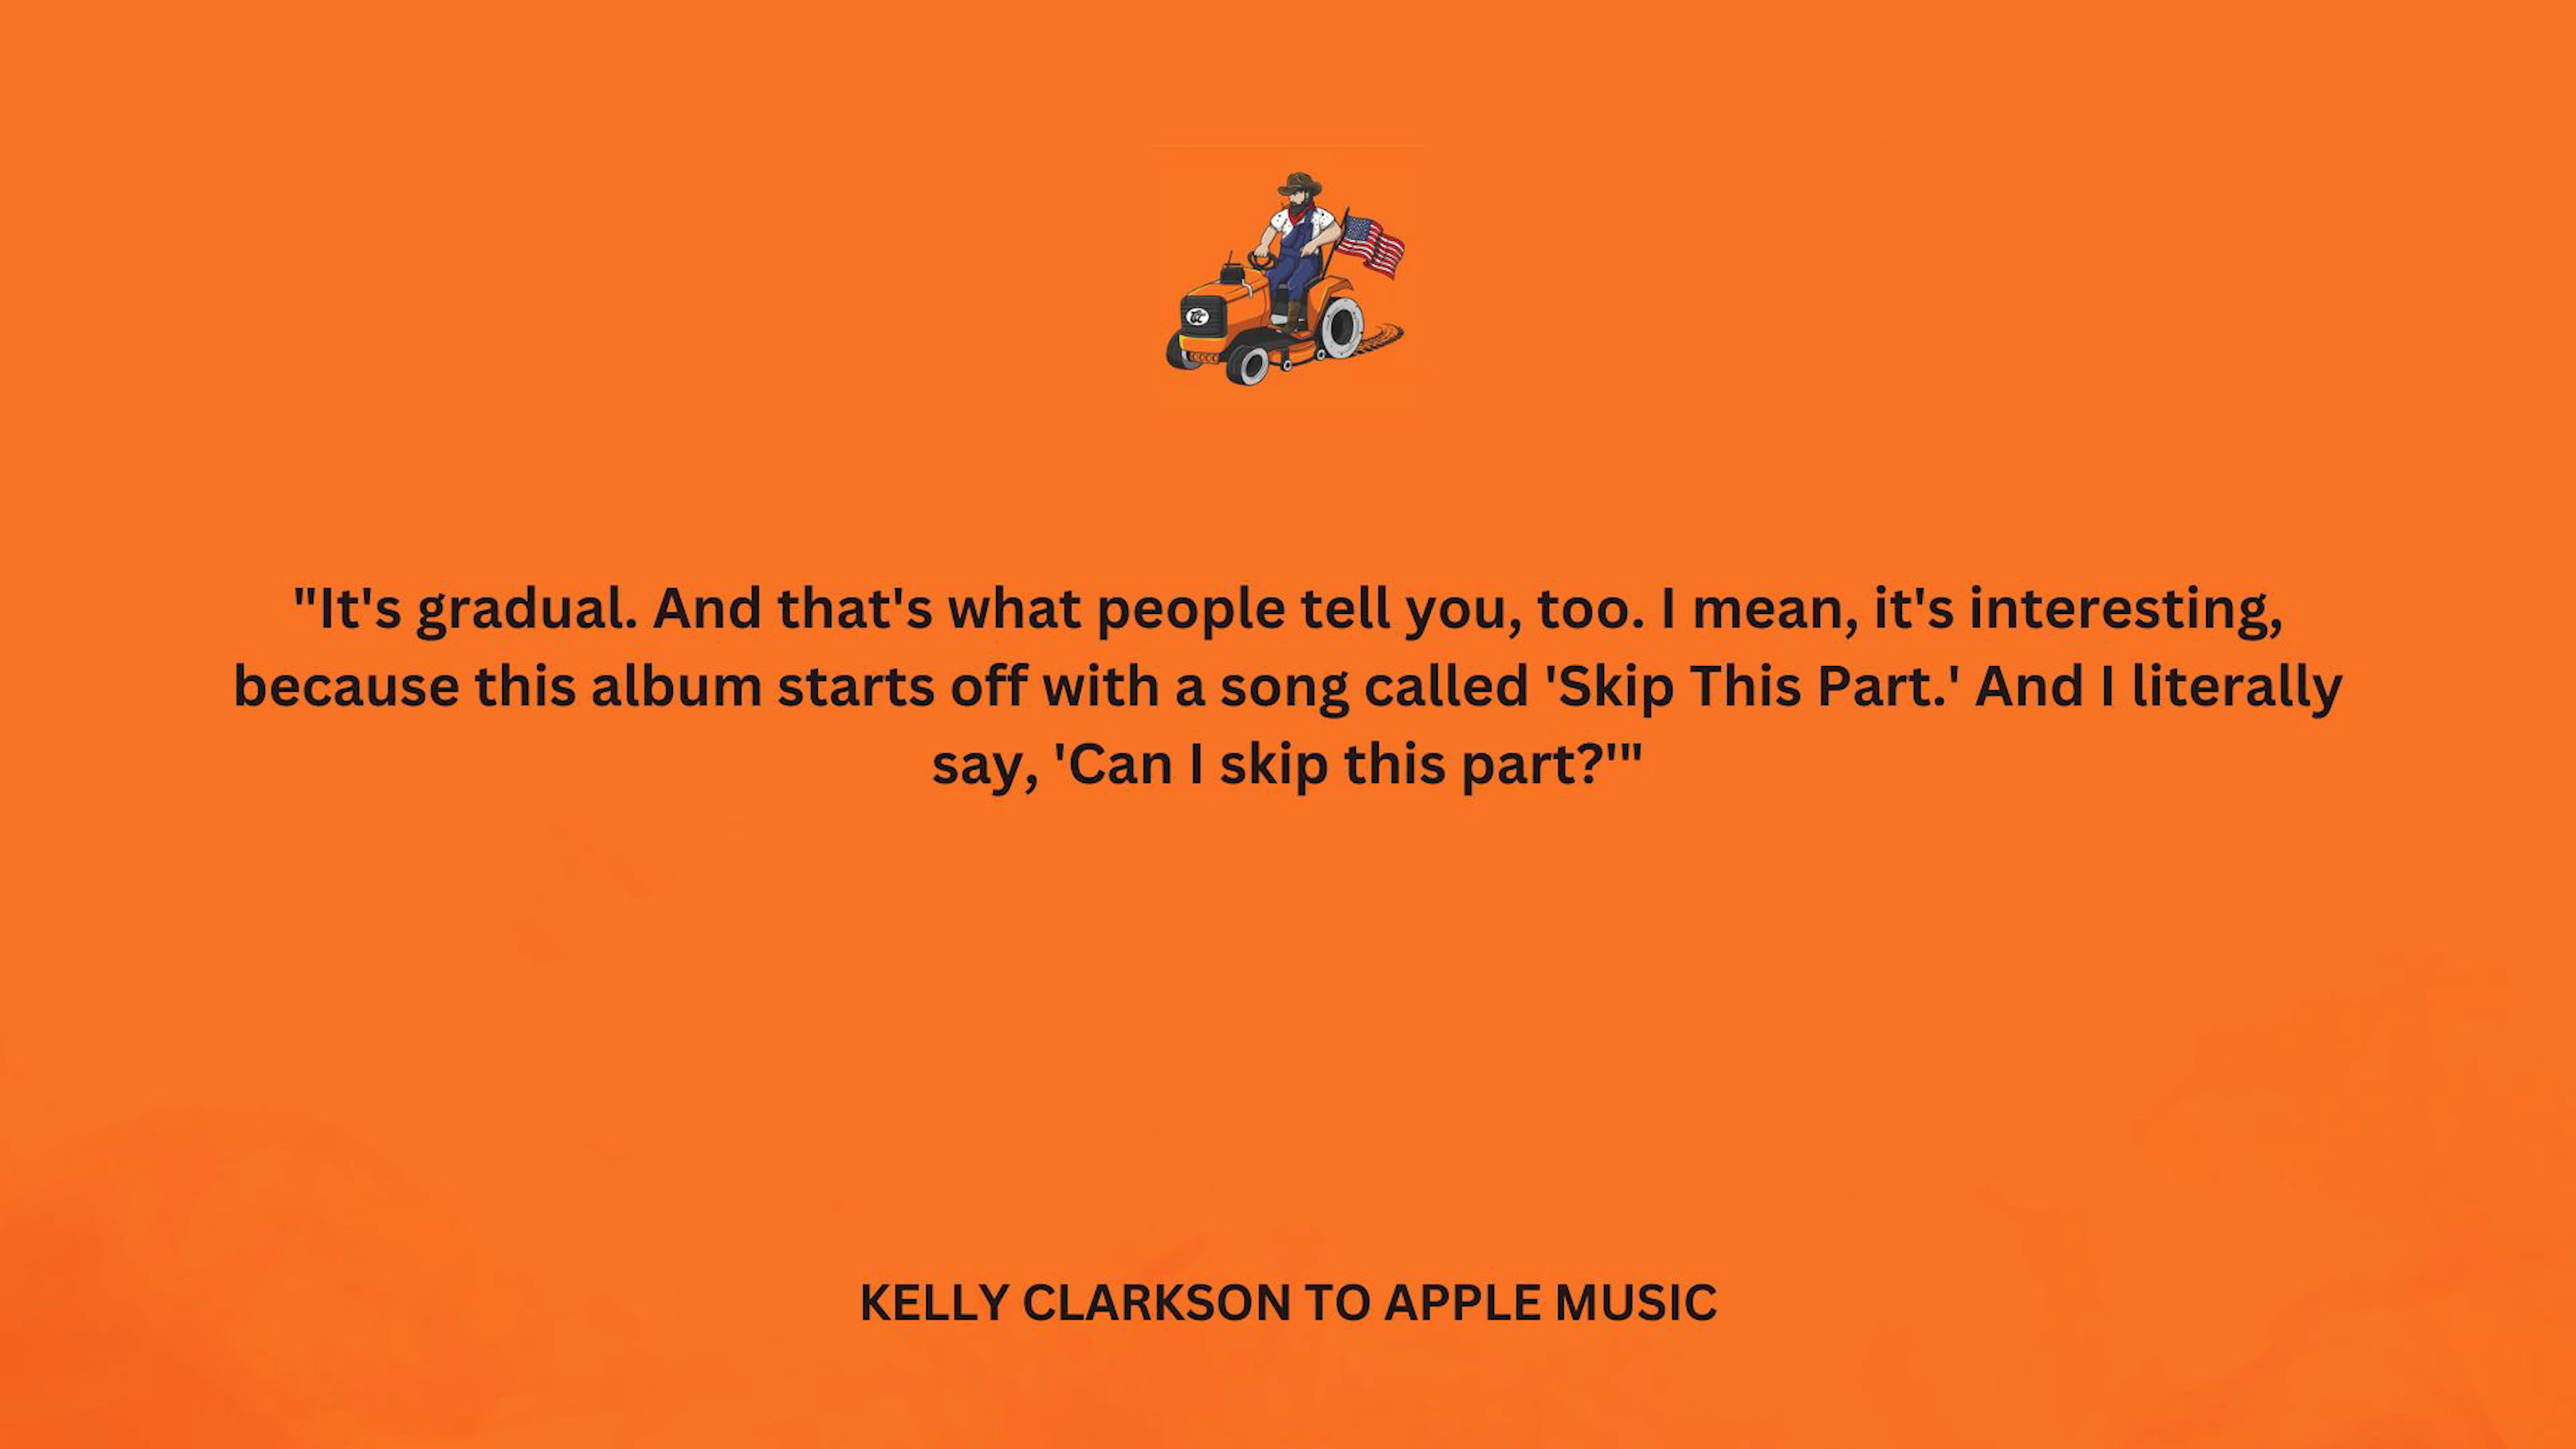 "It's gradual. And that's what people tell you, too. I mean, it's interesting,
because this album starts off with a song called 'Skip This Part.' And I literally
say, 'Can I skip this part?'"
KELLY CLARKSON TO APPLE MUSIC